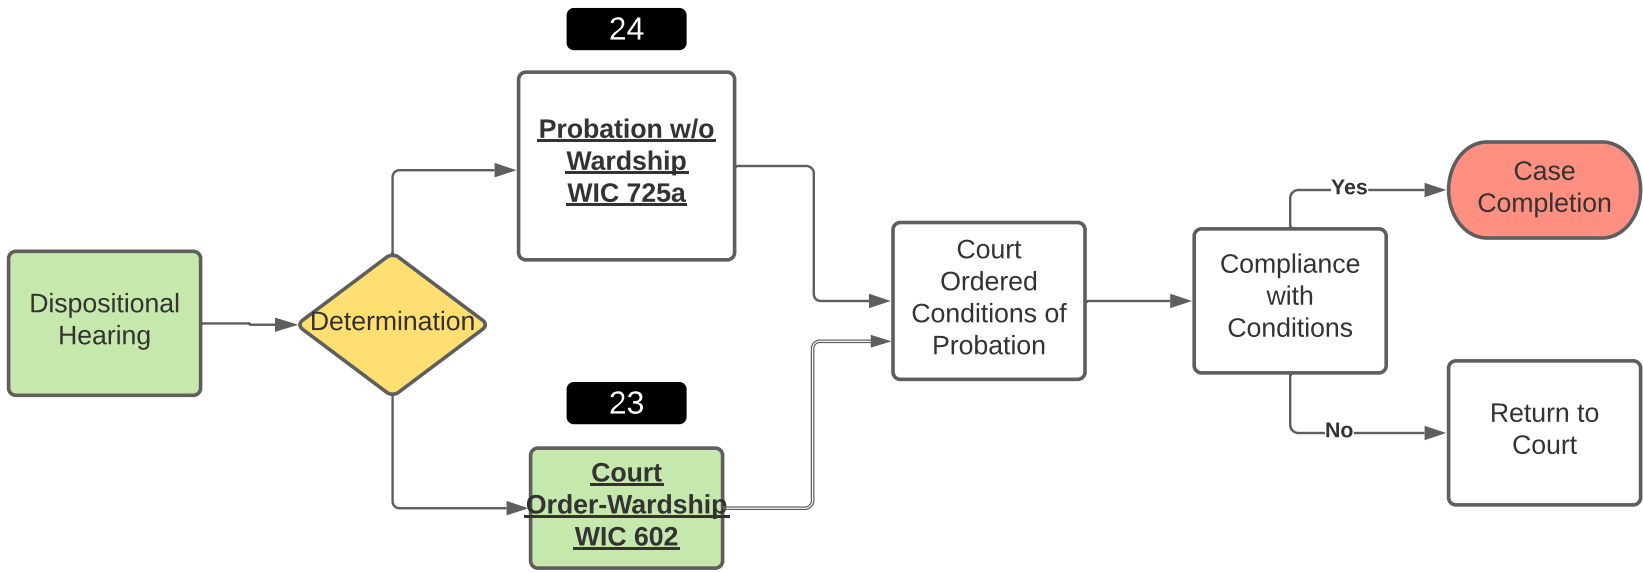 24
Probation w/o
Wardship
WIC 725a
Dispositional
Hearing
Determination
23
Court
Order-Wardship
WIC 602
Court
Ordered
Conditions of
Probation
Compliance
with
Conditions
Yes
Case
Completion
No
Return to
Court